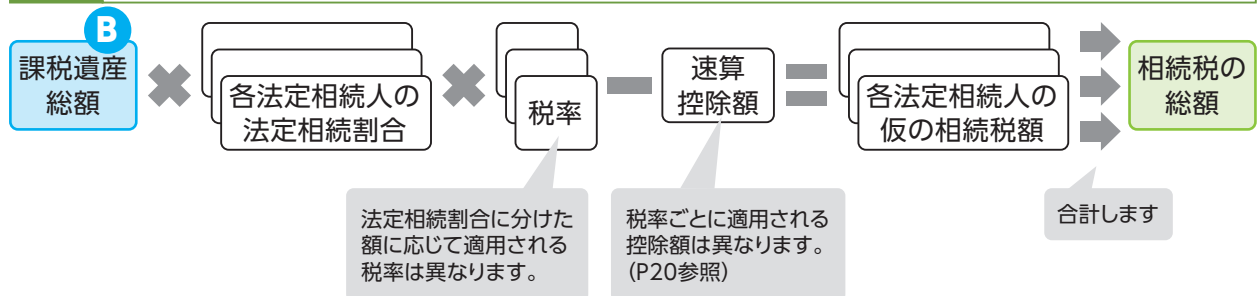 B
課税遺産
総額
各法定相続人の
法定相続割合
税率
速算
控除額
各法定相続人の
仮の相続税額
相続税の
総額
法定相続割合に分けた
額に応じて適用される
税率は異なります。
税率ごとに適用される
控除額は異なります。
(P20参照)
合計します